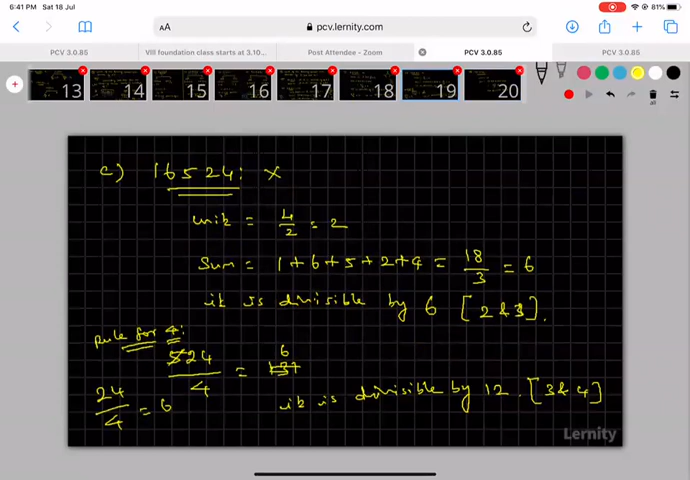 6:41 PM Sat 18 Jul
81%
AA
pcv.lernity.com
PCV 3.0.85
VIII foundation class starts at 3.10...
Post Attendee - Zoom
PCV 3.0.85
PCV 3.0.85
13 14 15 16 17 18 19 20
all
c) 16524: x
unit = 4/2 = 2
Sum = 1+6+5+2+4 = 18/3 = 6
it is divisible by 6 [2&3].
Rule for 4:
524/4 = 6
24/4 = 6
it is divisible by 12. [3&4]
Lernity